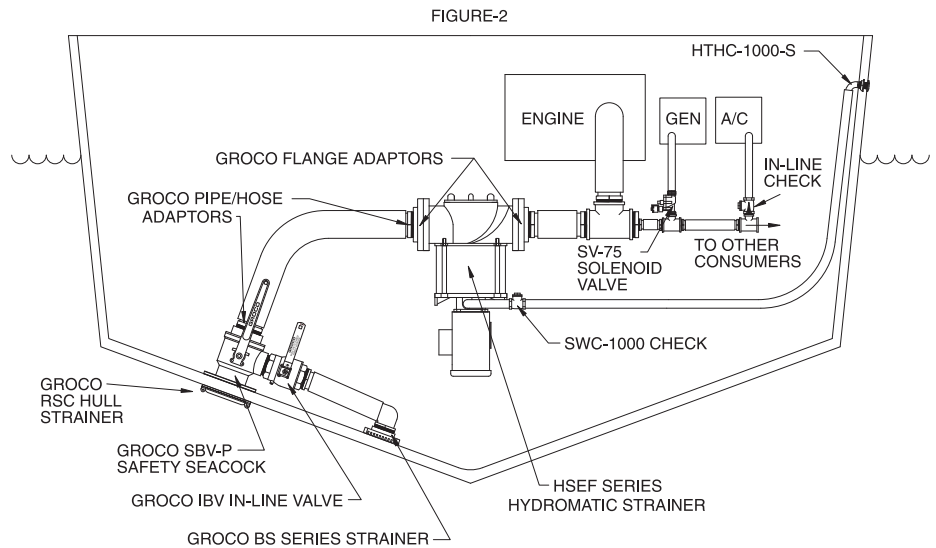 FIGURE-2
HTHC-1000-S
ENGINE
GEN
A/C
GROCO FLANGE ADAPTORS
IN-LINE
CHECK
GROCO PIPE/HOSE
ADAPTORS
SV-75
SOLENOID
VALVE
TO OTHER
CONSUMERS
SWC-1000 CHECK
GROCO
RSC HULL
STRAINER
GROCO SBV-P
SAFETY SEACOCK
HSEF SERIES
HYDROMATIC STRAINER
GROCO IBV IN-LINE VALVE
GROCO BS SERIES STRAINER